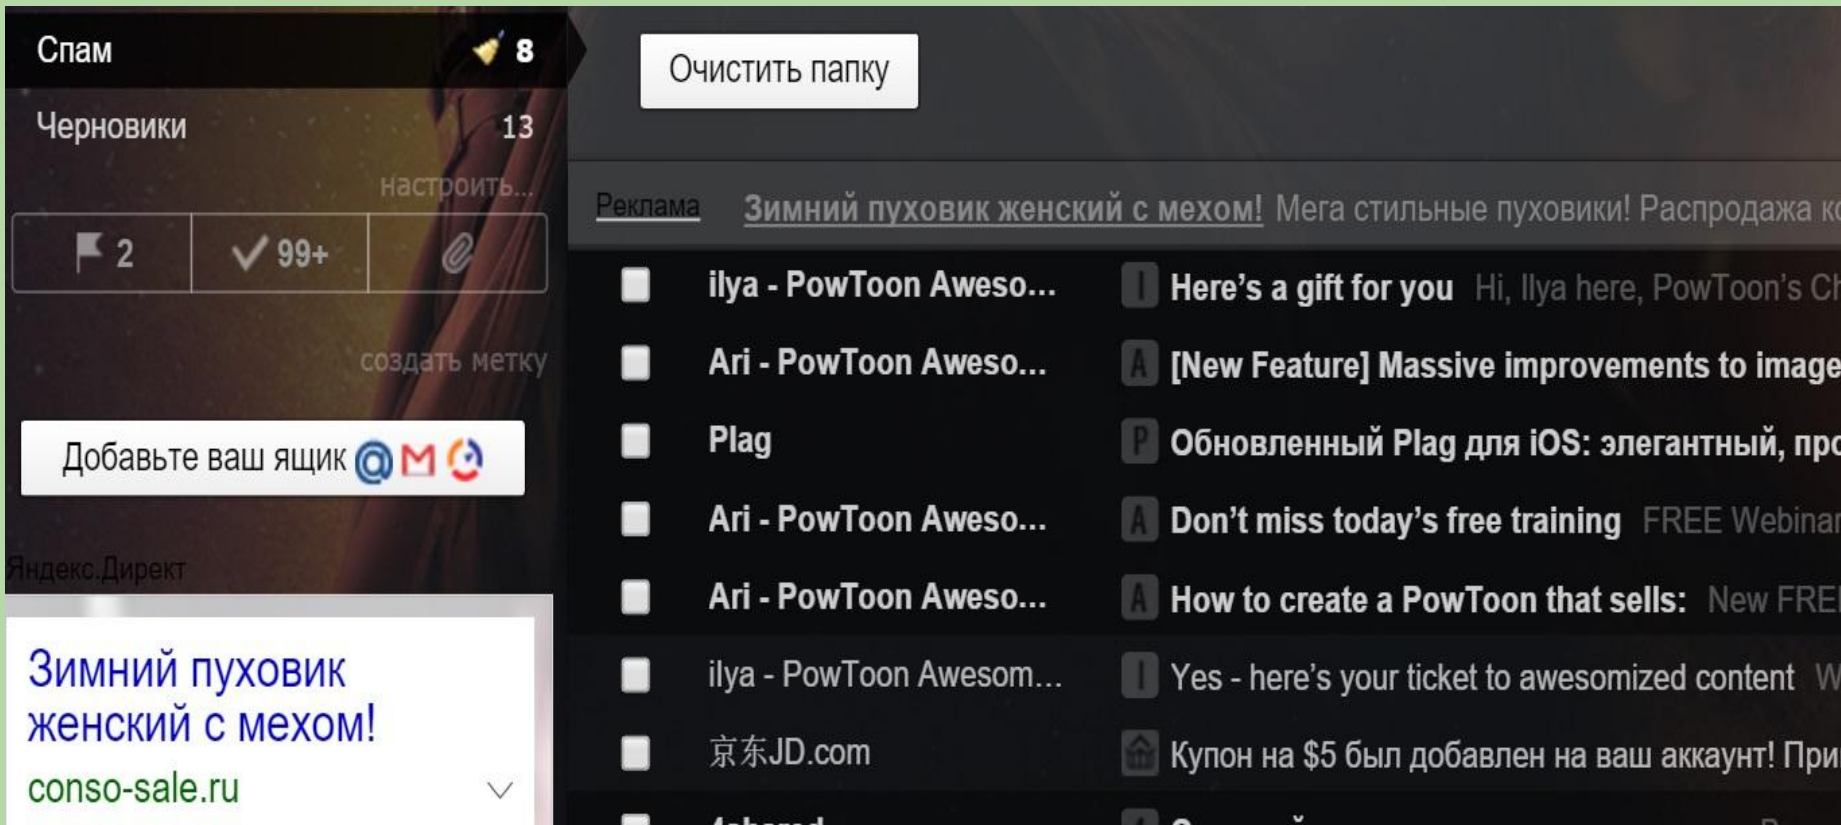 Спам 8
Черновики 13
настроить...
2 99+
создать метку
Добавьте ваш ящик
Яндекс.Директ
Зимний пуховик
женский с мехом!
conso-sale.ru
Очистить папку
Реклама Зимний пуховик женский с мехом! Мега стильные пуховики! Распродажа
ilya - PowToon Aweso... I Here's a gift for you Hi, Ilya here, PowToon's
Ari - PowToon Aweso... A [New Feature] Massive improvements to image
Plag P Обновленный Plag для iOS: элегантный,
Ari - PowToon Aweso... A Don't miss today's free training FREE Webinar
Ari - PowToon Aweso... A How to create a PowToon that sells: New
ilya - PowToon Awesom... I Yes - here's your ticket to awesomized content
京东JD.com Купон на $5 был добавлен на ваш аккаунт!